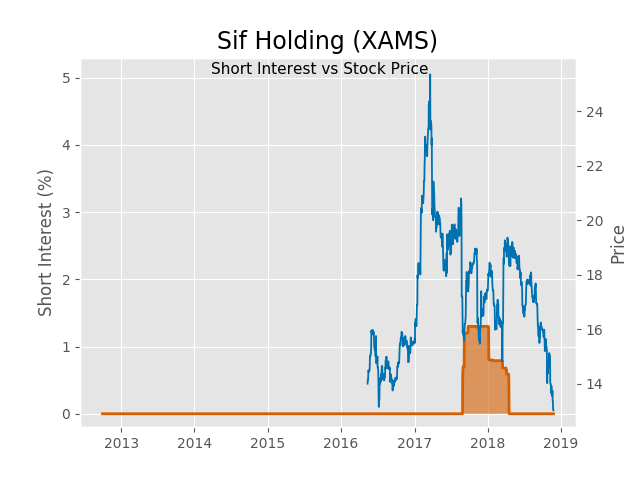 Sif Holding (XAMS)
Short Interest vs Stock Price
Short Interest (%)
5
4
3
2
1
0
24
22
20
18
16
14
Price
2013 2014 2015 2016 2017 2018 2019